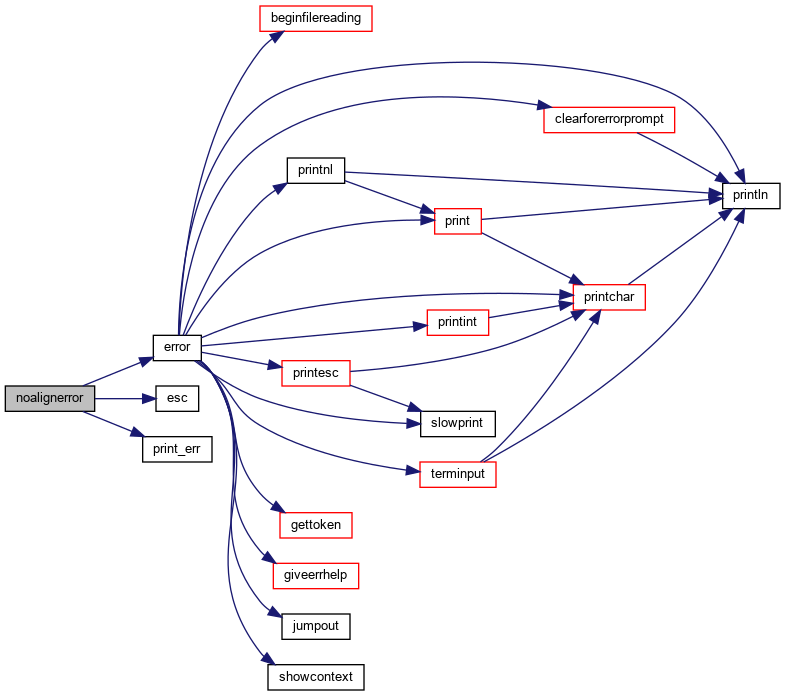 beginfilereading
clearforerrorprompt
printnl
println
print
printchar
printint
error
printesc
noalignerror
esc
slowprint
print_err
terminput
gettoken
giveerrhelp
jumpout
showcontext